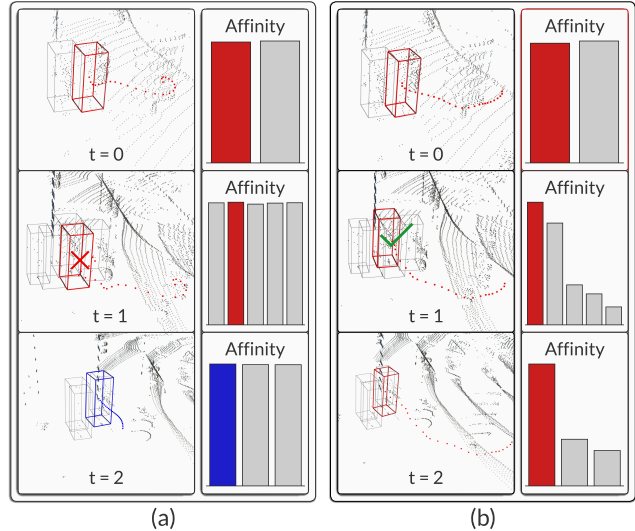 Affinity
t = 0
Affinity
t = 1
Affinity
t = 2
(a)
Affinity
t = 0
Affinity
t = 1
Affinity
t = 2
(b)